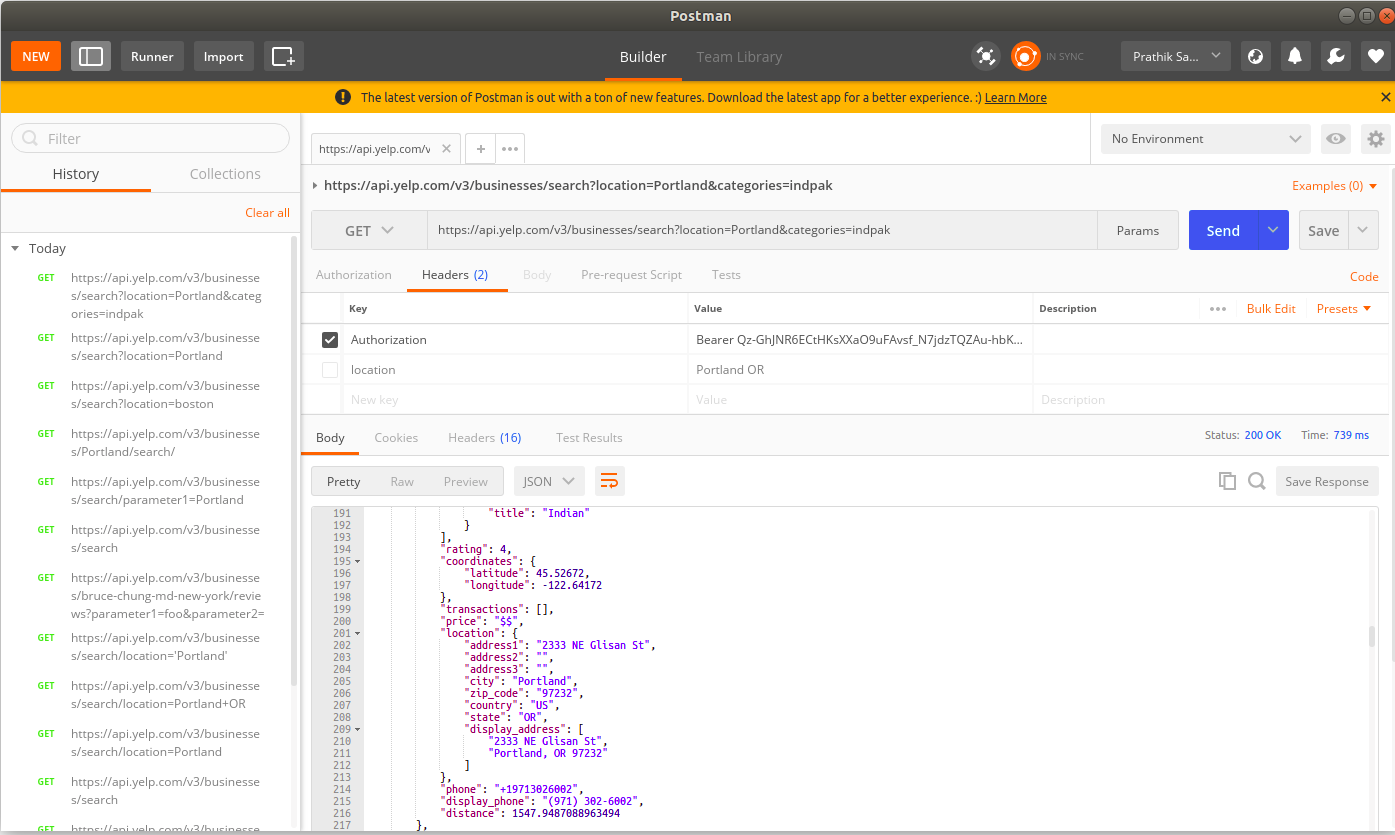 Postman
NEW
Runner
Import
Builder
Team Library
IN SYNC
Prathik Sa...
The latest version of Postman is out with a ton of new features. Download the latest app for a better experience. :) Learn More
Filter
History
Collections
Clear all
Today
GET https://api.yelp.com/v3/businesse
s/search?location=Portland&categ
ories=indpak
GET https://api.yelp.com/v3/businesse
s/search?location=Portland
GET https://api.yelp.com/v3/businesse
s/search?location=boston
GET https://api.yelp.com/v3/businesse
s/Portland/search/
GET https://api.yelp.com/v3/businesse
s/search/parameter1=Portland
GET https://api.yelp.com/v3/businesse
s/search
GET https://api.yelp.com/v3/businesse
s/bruce-chung-md-new-york/revie
ws?parameter1=foo&parameter2=
GET https://api.yelp.com/v3/businesse
s/search/location='Portland'
GET https://api.yelp.com/v3/businesse
s/search/location=Portland+OR
GET https://api.yelp.com/v3/businesse
s/search/location=Portland
GET https://api.yelp.com/v3/businesse
s/search
GET https://api.yelp.com/v3/businesse
https://api.yelp.com/v
No Environment
https://api.yelp.com/v3/businesses/search?location=Portland&categories=indpak
Examples (0)
GET
https://api.yelp.com/v3/businesses/search?location=Portland&categories=indpak
Params
Send
Save
Authorization
Headers (2)
Body
Pre-request Script
Tests
Code
Key
Value
Description
Bulk Edit
Presets
Authorization
Bearer Qz-GhJNR6ECtHKsXXaO9uFAvsf_N7jdzTQZAu-hbK...
location
Portland OR
New key
Value
Description
Body
Cookies
Headers (16)
Test Results
Status: 200 OK
Time: 739 ms
Pretty
Raw
Preview
JSON
Save Response
191 "title": "Indian"
192 }
193 ],
194 "rating": 4,
195 "coordinates": {
196 "latitude": 45.52672,
197 "longitude": -122.64172
198 },
199 "transactions": [],
200 "price": "$$",
201 "location": {
202 "address1": "2333 NE Glisan St",
203 "address2": "",
204 "address3": "",
205 "city": "Portland",
206 "zip_code": "97232",
207 "country": "US",
208 "state": "OR",
209 "display_address": [
210 "2333 NE Glisan St",
211 "Portland, OR 97232"
212 ]
213 },
214 "phone": "+19713026002",
215 "display_phone": "(971) 302-6002",
216 "distance": 1547.9487088963494
217 },